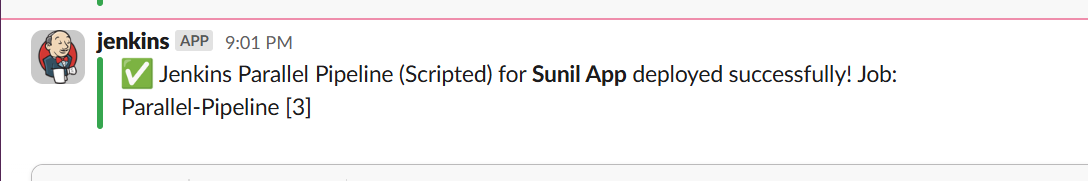 jenkins APP 9:01 PM
✅ Jenkins Parallel Pipeline (Scripted) for Sunil App deployed successfully! Job:
Parallel-Pipeline [3]